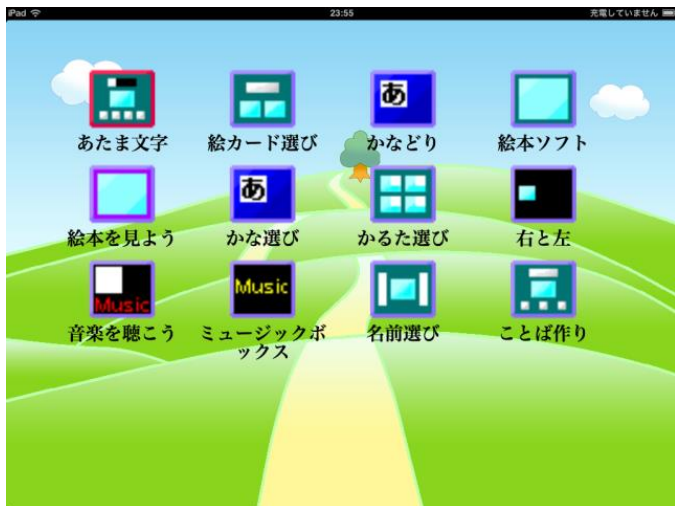 iPad 23:55 充電していません
あたま文字 絵カード選び かなどり 絵本ソフト
あ
絵本を見よう かな選び かるた選び 右と左
あ
音楽を聴こう ミュージックボ 名前選び ことば作り
ックス
Music
Music